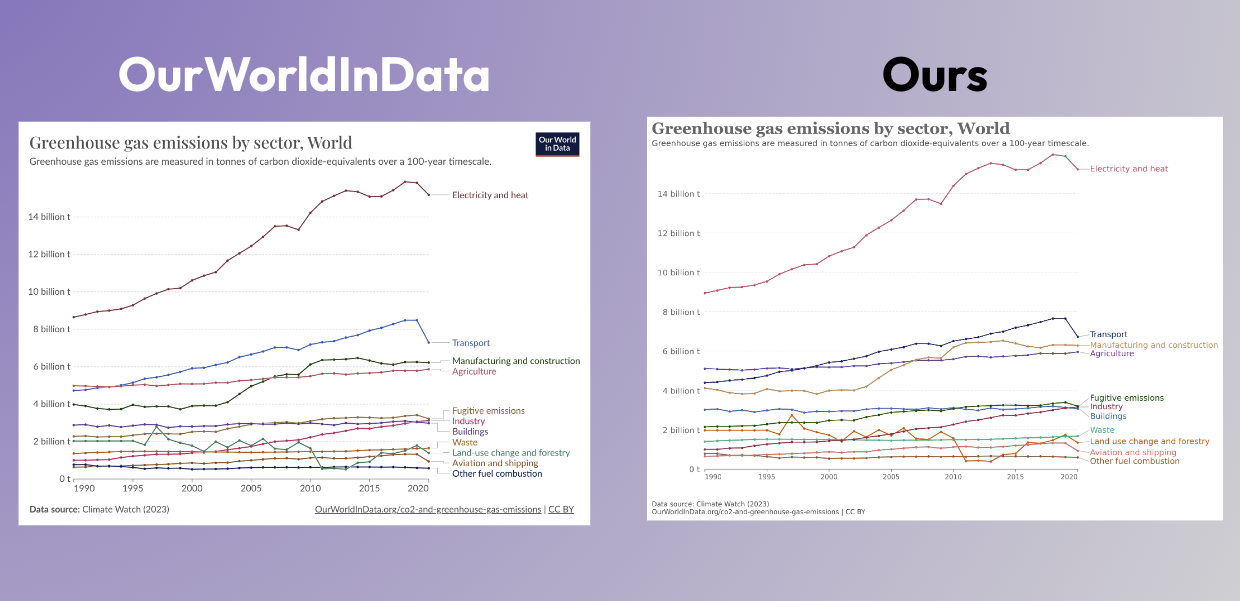 OurWorldInData
Greenhouse gas emissions by sector, World
Our World
in Data
Greenhouse gas emissions are measured in tonnes of carbon dioxide-equivalents over a 100-year timescale.
Electricity and heat
14 billion t
12 billion t
10 billion t
8 billion t
Transport
Manufacturing and construction
6 billion t
Agriculture
4 billion t
Fugitive emissions
Industry
Buildings
2 billion t
Waste
Land-use change and forestry
Aviation and shipping
Other fuel combustion
0 t
1990 1995 2000 2005 2010 2015 2020
Data source: Climate Watch (2023)
OurWorldInData.org/co2-and-greenhouse-gas-emissions | CC BY
Ours
Greenhouse gas emissions by sector, World
Greenhouse gas emissions are measured in tonnes of carbon dioxide-equivalents over a 100-year timescale.
Electricity and heat
14 billion t
12 billion t
10 billion t
8 billion t
Transport
Manufacturing and construction
6 billion t
Agriculture
4 billion t
Fugitive emissions
Industry
Buildings
2 billion t
Waste
Land use change and forestry
Aviation and shipping
Other fuel combustion
0 t
1990 1995 2000 2005 2010 2015 2020
Data source: Climate Watch (2023)
OurWorldInData.org/co2-and-greenhouse-gas-emissions | CC BY